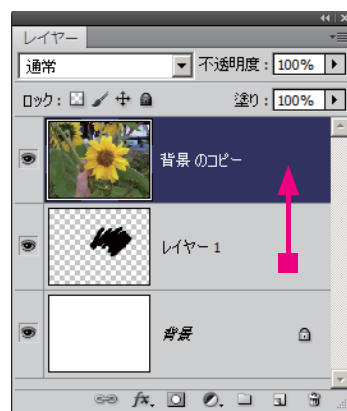 レイヤー
通常 不透明度: 100%
ロック: 塗り: 100%
背景 のコピー
レイヤー 1
背景
fx.